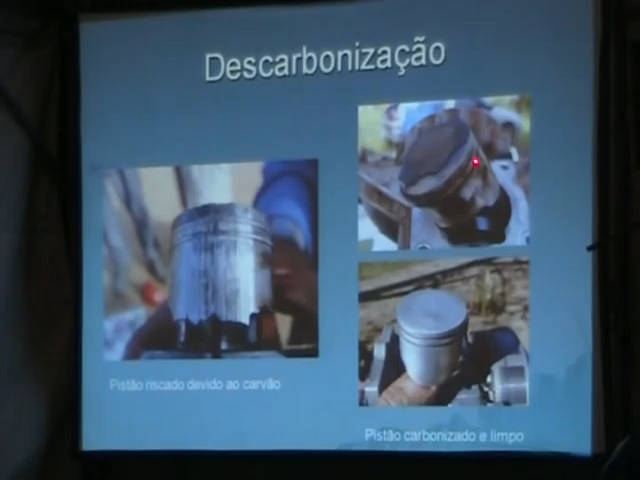 Descarbonização
Pistão riscado devido ao carvão
Pistão carbonizado e limpo